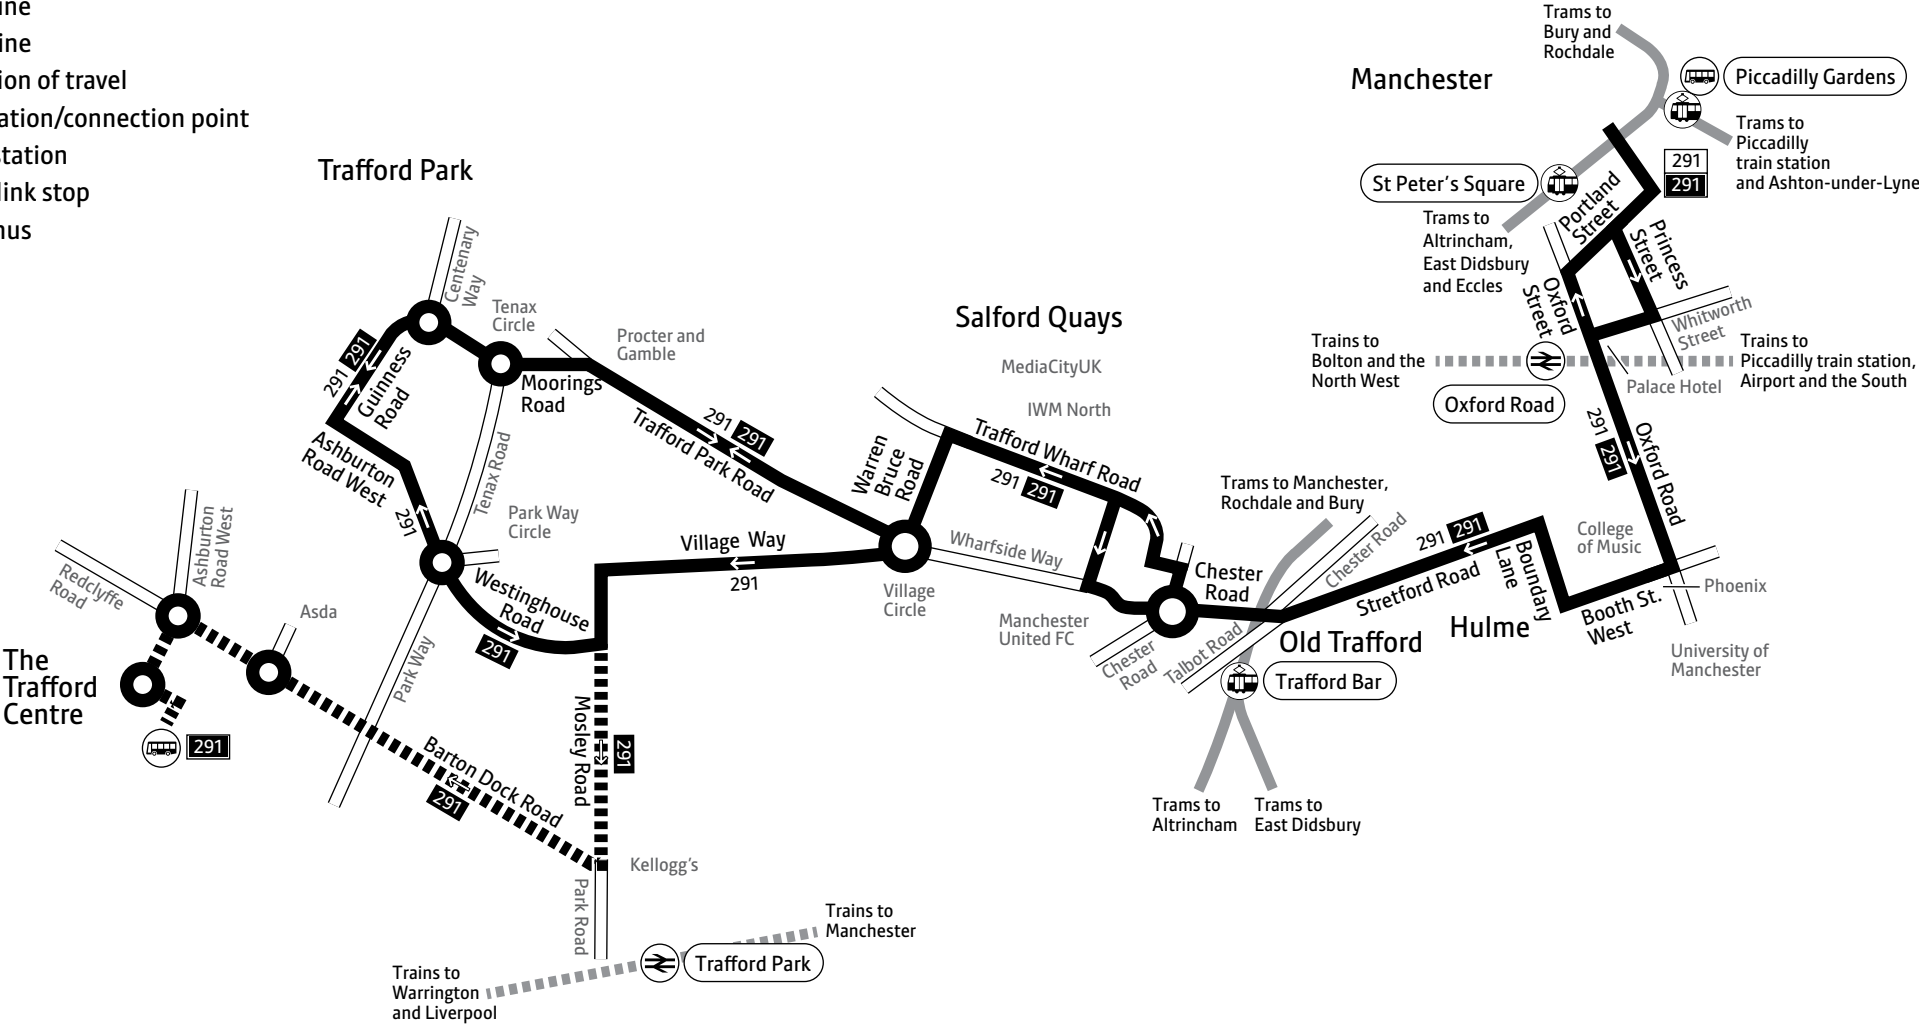 ine
ine
ion of travel
ation/connection point
station
link stop
nus
Trams to
Bury and
Rochdale
Manchester
Piccadilly Gardens
Trams to
Piccadilly
train station
and Ashton-under-Lyne
291
291
St Peter's Square
Portland
Street
Trams to
Altrincham,
East Didsbury
and Eccles
Princess
Street
Oxford
Street
Whitworth
Street
Trains to
Bolton and the
North West
Trains to
Piccadilly train station,
Airport and the South
Palace Hotel
Oxford Road
291 291
Oxford Road
Trafford Park
Centenary
Way
Tenax
Circle
Procter and
Gamble
291 291
Guinness
Road
Moorings
Road
Ashburton
Road West
Tenax Road
291 291
Trafford Park Road
291
Park Way
Circle
Salford Quays
MediaCityUK
IWM North
Warren
Bruce
Road
Trafford Wharf Road
291 291
Wharfside Way
Village Way
291
Village
Circle
Manchester
United FC
Chester
Road
Chester
Road
Talbot Road
Trams to Manchester,
Rochdale and Bury
Chester Road
291 291
Stretford Road
Boundary
Lane
College
of Music
Booth St.
West
Phoenix
University of
Manchester
Hulme
Old Trafford
Trafford Bar
Trams to
Altrincham
Trams to
East Didsbury
Ashburton
Road West
Redclyffe
Road
Asda
Westinghouse
Road
291
Park Way
The
Trafford
Centre
291
Barton Dock Road
291
Mosley Road
291
Kellogg's
Park Road
Trains to
Manchester
Trafford Park
Trains to
Warrington
and Liverpool